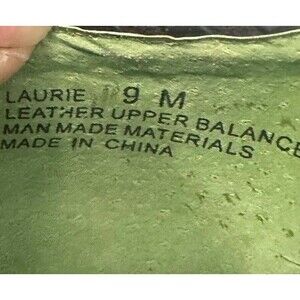 LAURIE 9 M
LEATHER UPPER BALANCE
MAN MADE MATERIALS
MADE IN CHINA